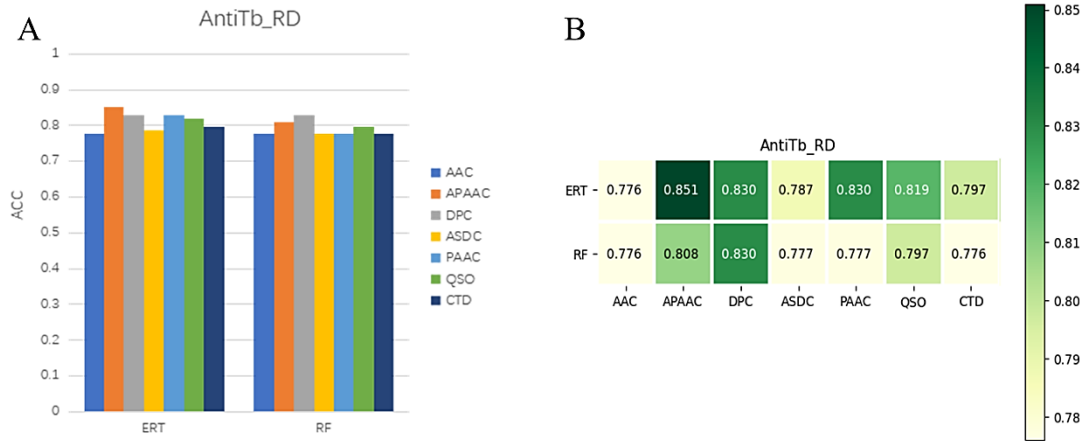 A
AntiTb_RD
1
0.9
0.8
0.7
0.6
0.5
0.4
0.3
0.2
0.1
0
ACC
ERT
RF
AAC
APAAC
DPC
ASDC
PAAC
QSO
CTD
B
AntiTb_RD
ERT
0.776 0.851 0.830 0.787 0.830 0.819 0.797
RF
0.776 0.808 0.830 0.777 0.777 0.797 0.776
AAC APAAC DPC ASDC PAAC QSO CTD
0.85
0.84
0.83
0.82
0.81
0.80
0.79
0.78